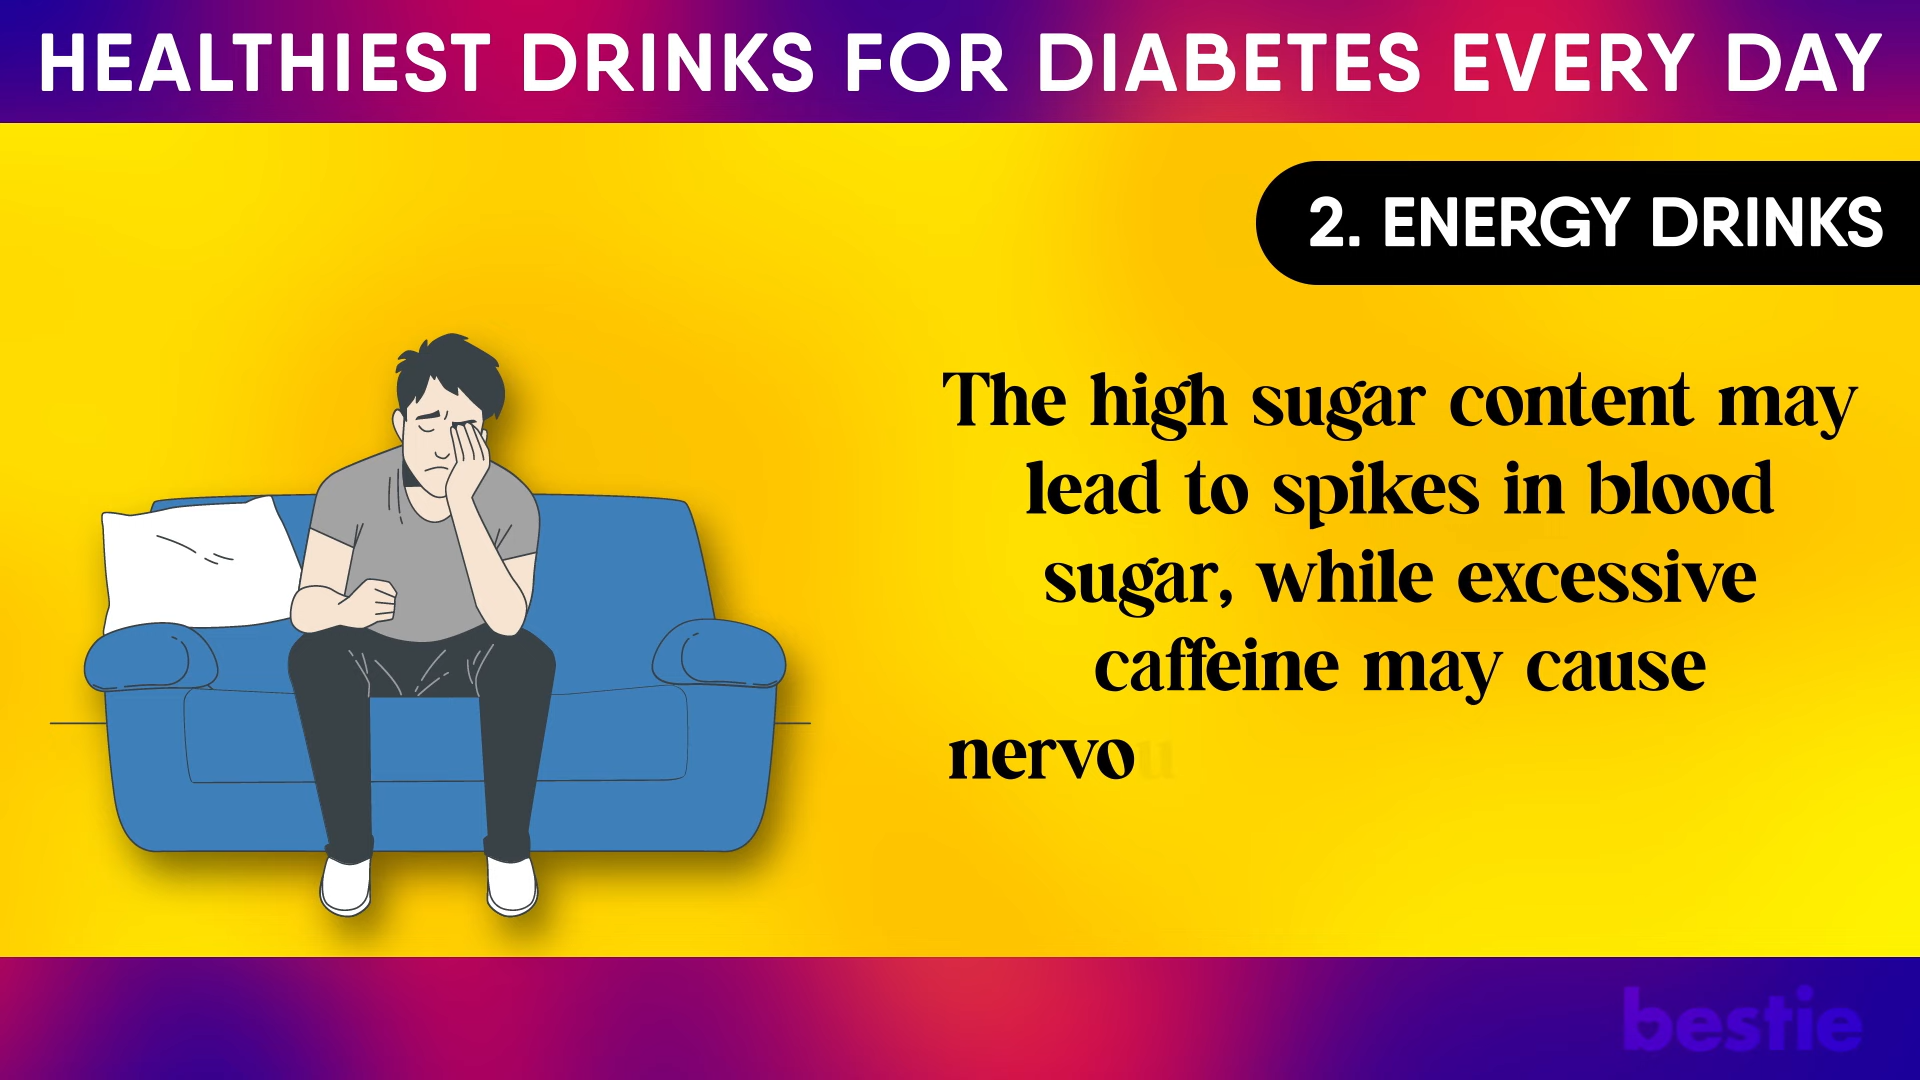 HEALTHIEST DRINKS FOR DIABETES EVERY DAY
2. ENERGY DRINKS
The high sugar content may
lead to spikes in blood
sugar, while excessive
caffeine may cause
nervou
bestie